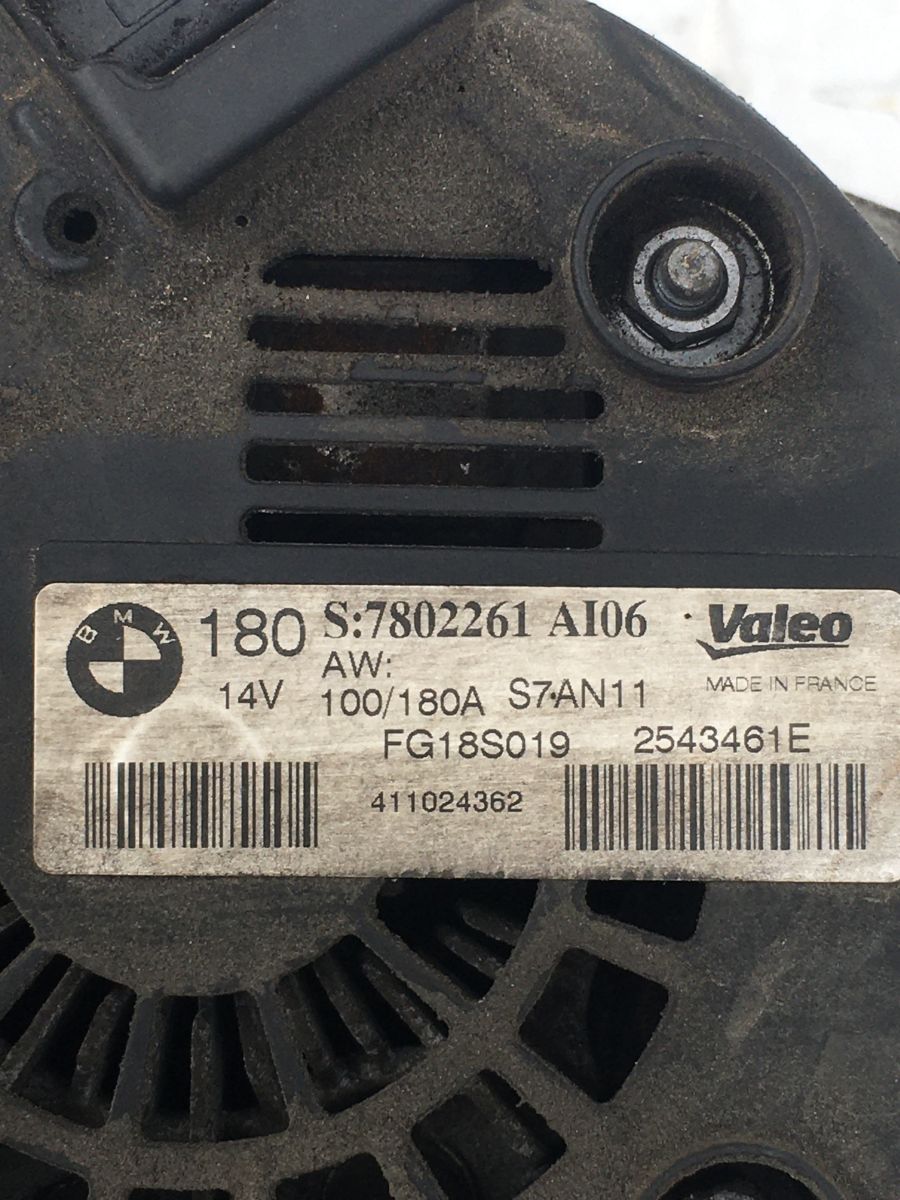 BMW 180 S:7802261 AI06 Valeo
AW:
14V 100/180A S7AN11 MADE IN FRANCE
FG18S019 2543461E
411024362